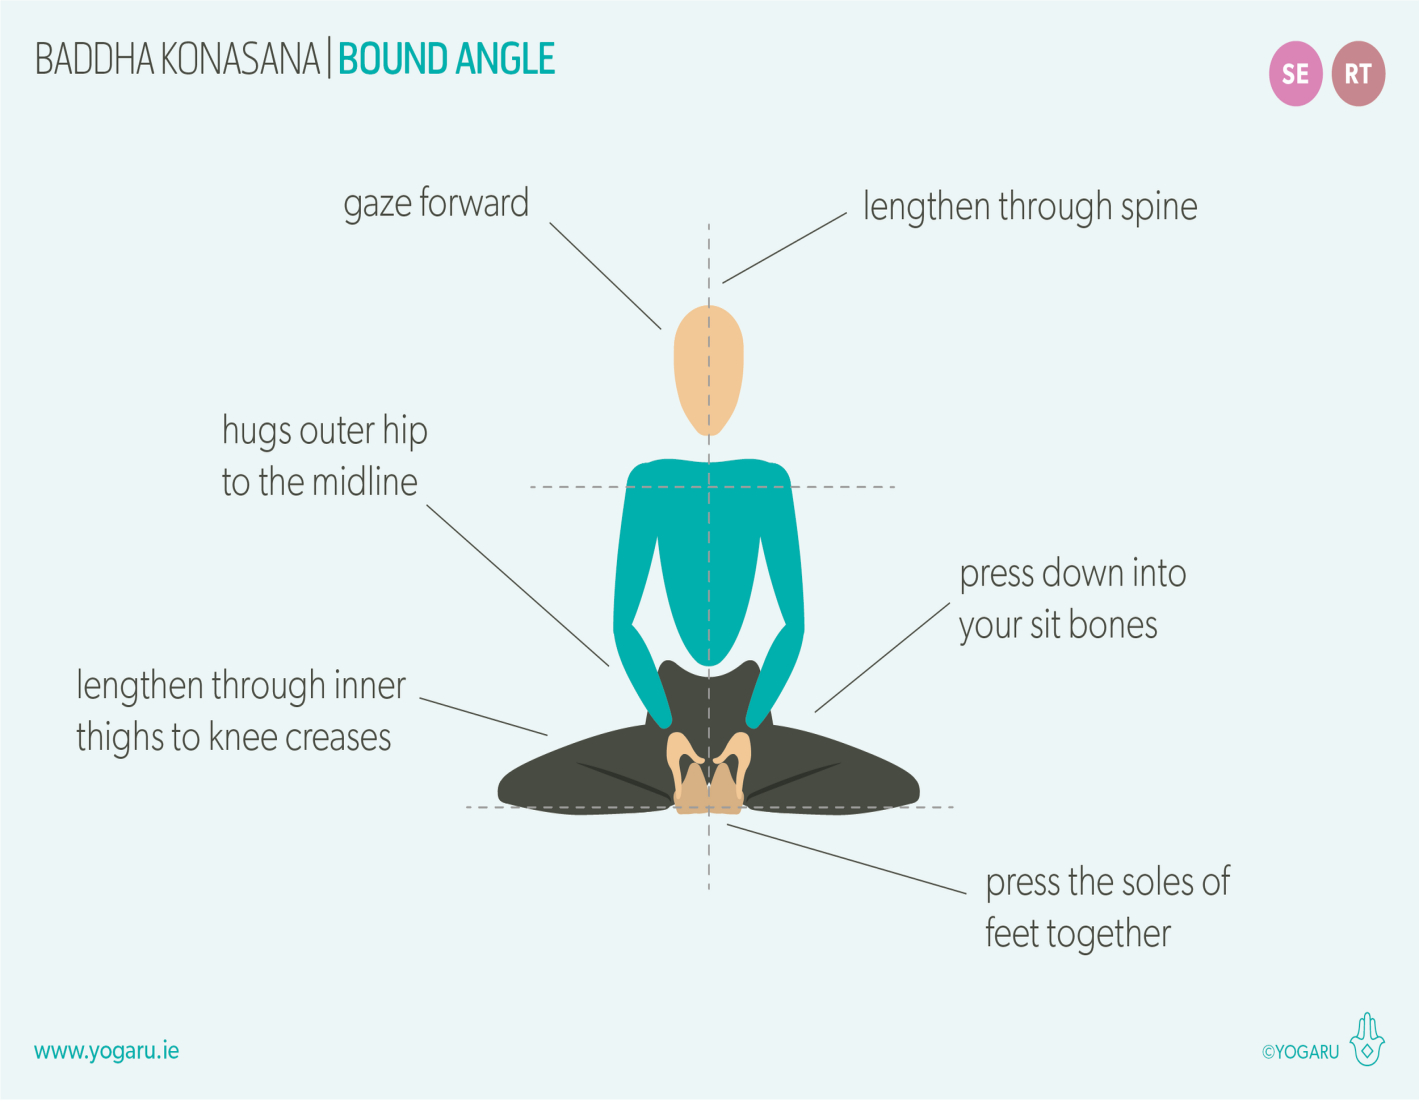 BADDHA KONASANA|BOUND ANGLE
SE
RT
gaze forward
lengthen through spine
hugs outer hip
to the midline
press down into
your sit bones
lengthen through inner
thighs to knee creases
press the soles of
feet together
www.yogaru.ie
©YOGARU